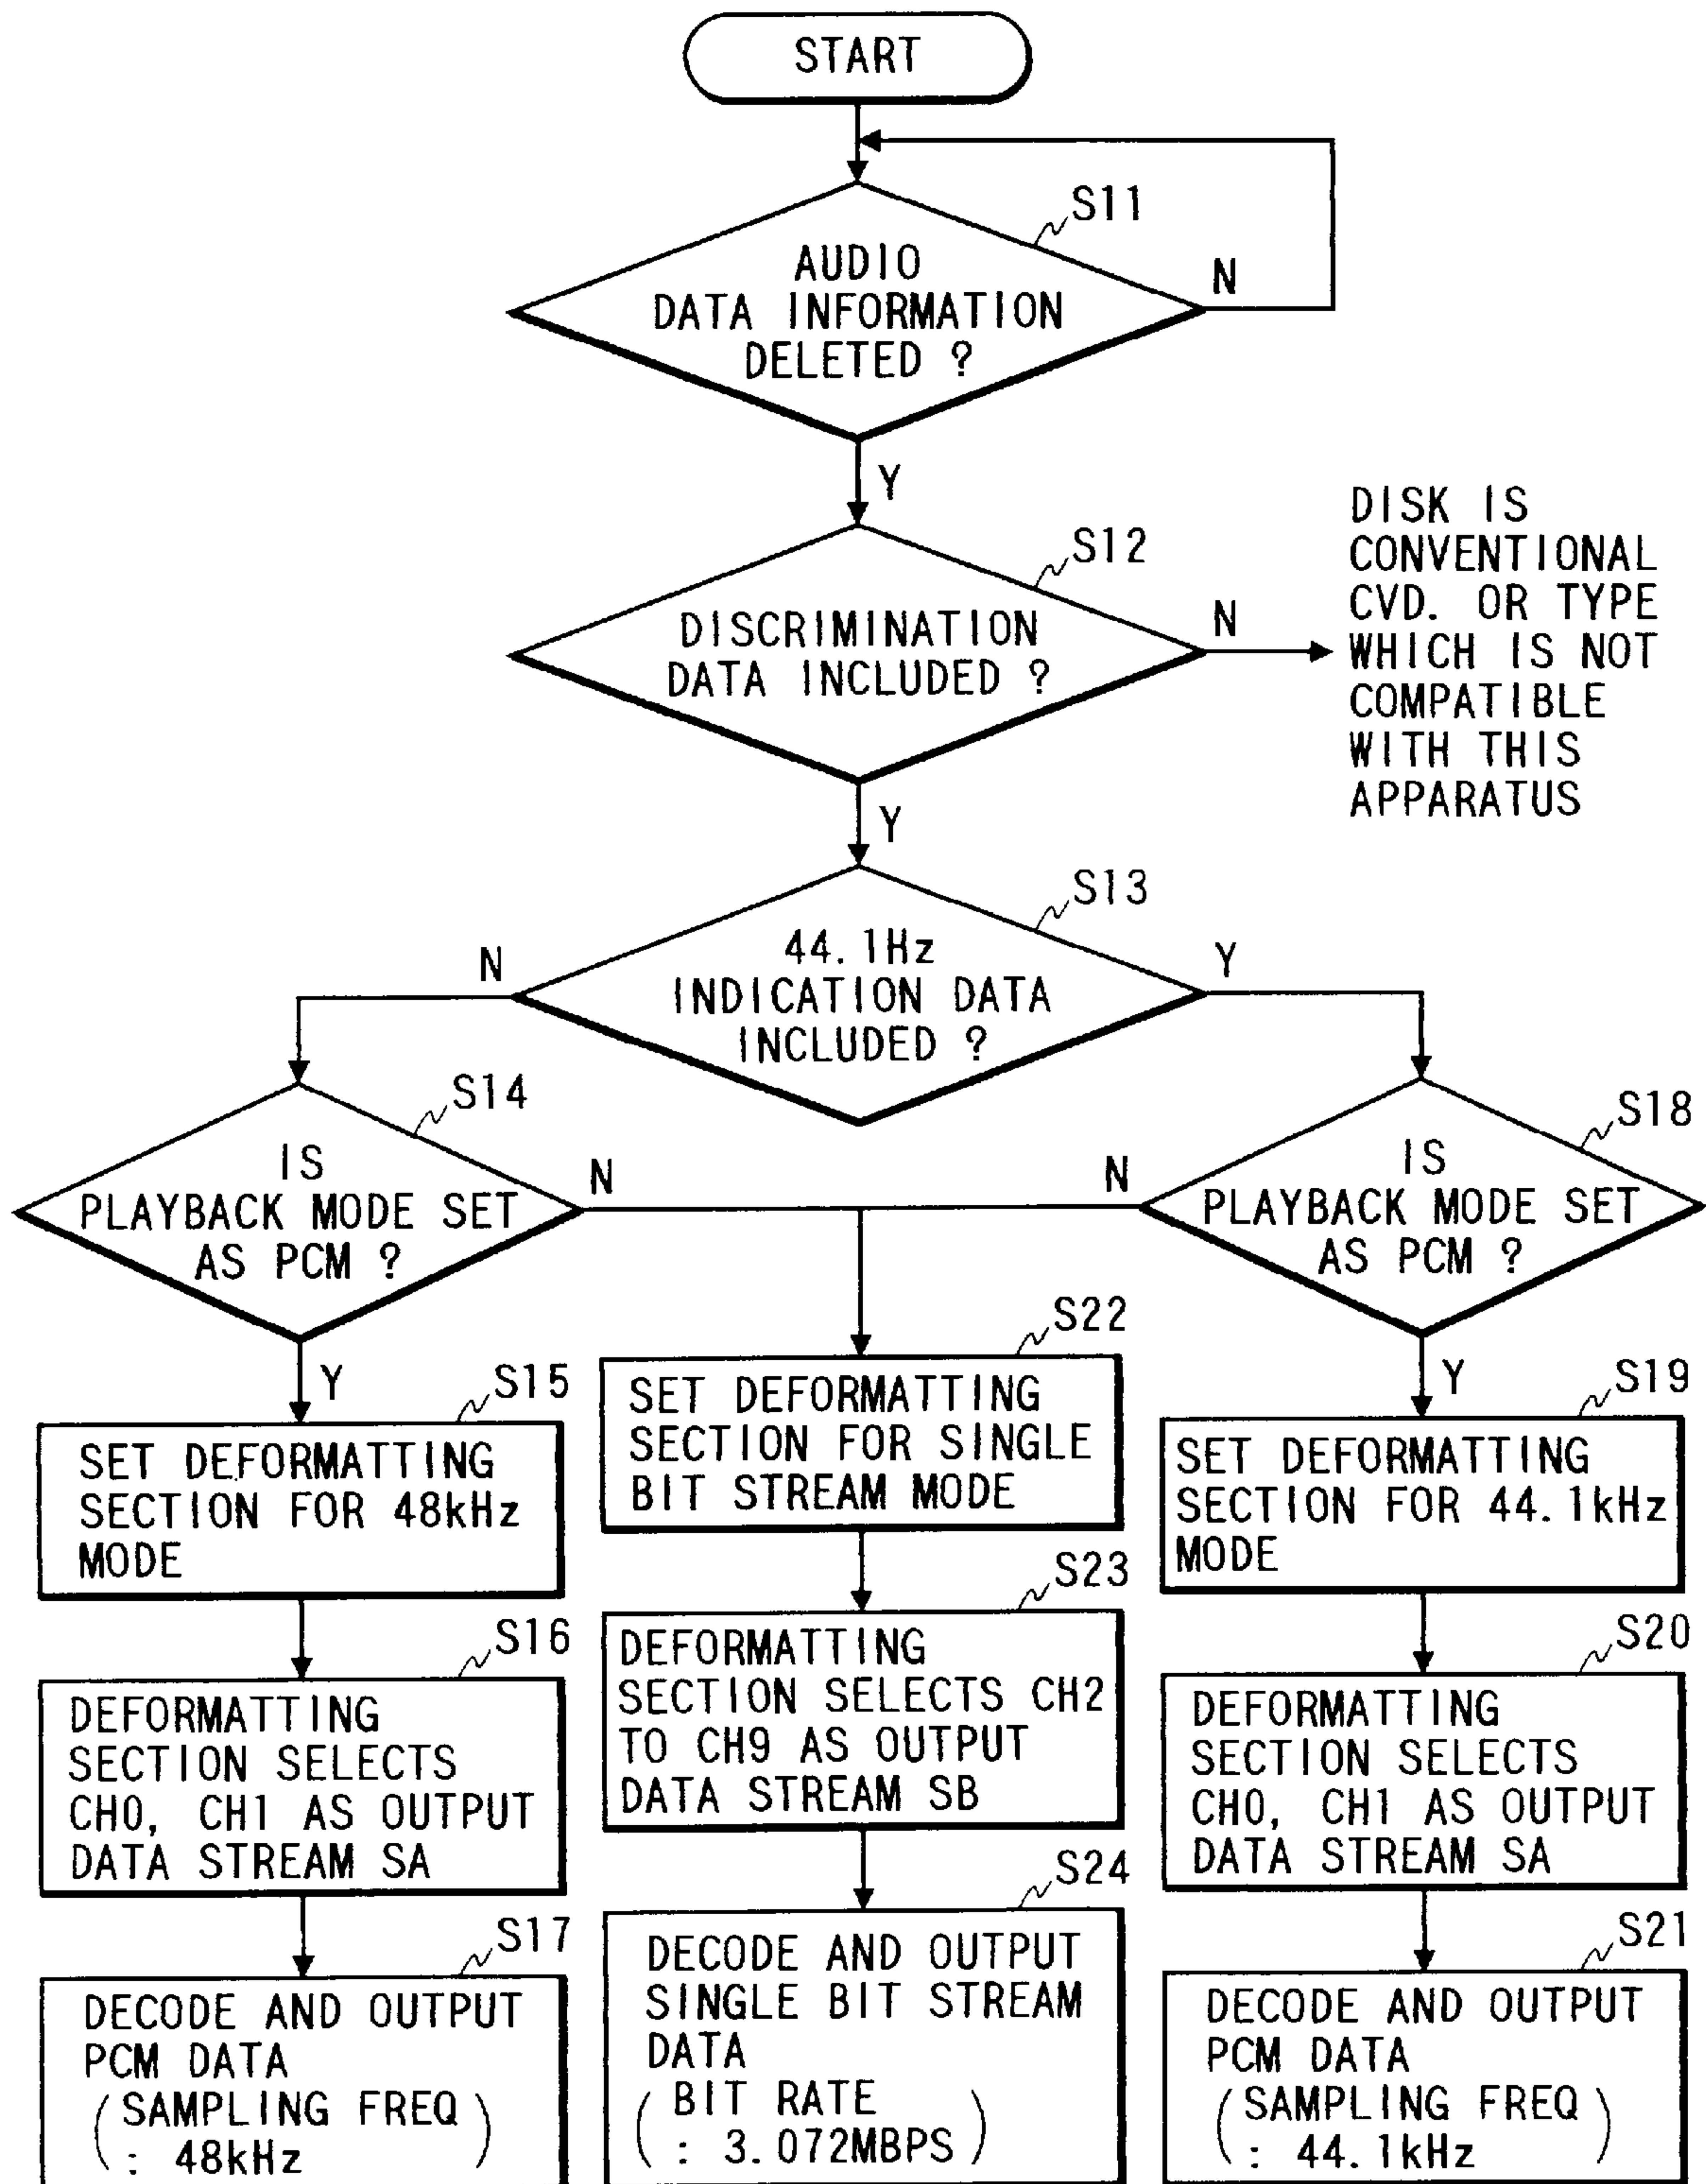 START
S11
AUDIO
DATA INFORMATION
DELETED ?
N
Y
S12
DISCRIMINATION
DATA INCLUDED ?
N
DISK IS
CONVENTIONAL
CVD. OR TYPE
WHICH IS NOT
COMPATIBLE
WITH THIS
APPARATUS
Y
S13
44.1Hz
INDICATION DATA
INCLUDED ?
N
Y
S14
IS
PLAYBACK MODE SET
AS PCM ?
N
Y
S18
IS
PLAYBACK MODE SET
AS PCM ?
N
Y
S15
SET DEFORMATTING
SECTION FOR 48kHz
MODE
S16
DEFORMATTING
SECTION SELECTS
CH0, CH1 AS OUTPUT
DATA STREAM SA
S17
DECODE AND OUTPUT
PCM DATA
(SAMPLING FREQ
: 48kHz)
S22
SET DEFORMATTING
SECTION FOR SINGLE
BIT STREAM MODE
S23
DEFORMATTING
SECTION SELECTS CH2
TO CH9 AS OUTPUT
DATA STREAM SB
S24
DECODE AND OUTPUT
SINGLE BIT STREAM
DATA
(BIT RATE
: 3.072MBPS)
S19
SET DEFORMATTING
SECTION FOR 44.1kHz
MODE
S20
DEFORMATTING
SECTION SELECTS
CH0, CH1 AS OUTPUT
DATA STREAM SA
S21
DECODE AND OUTPUT
PCM DATA
(SAMPLING FREQ
: 44.1kHz)